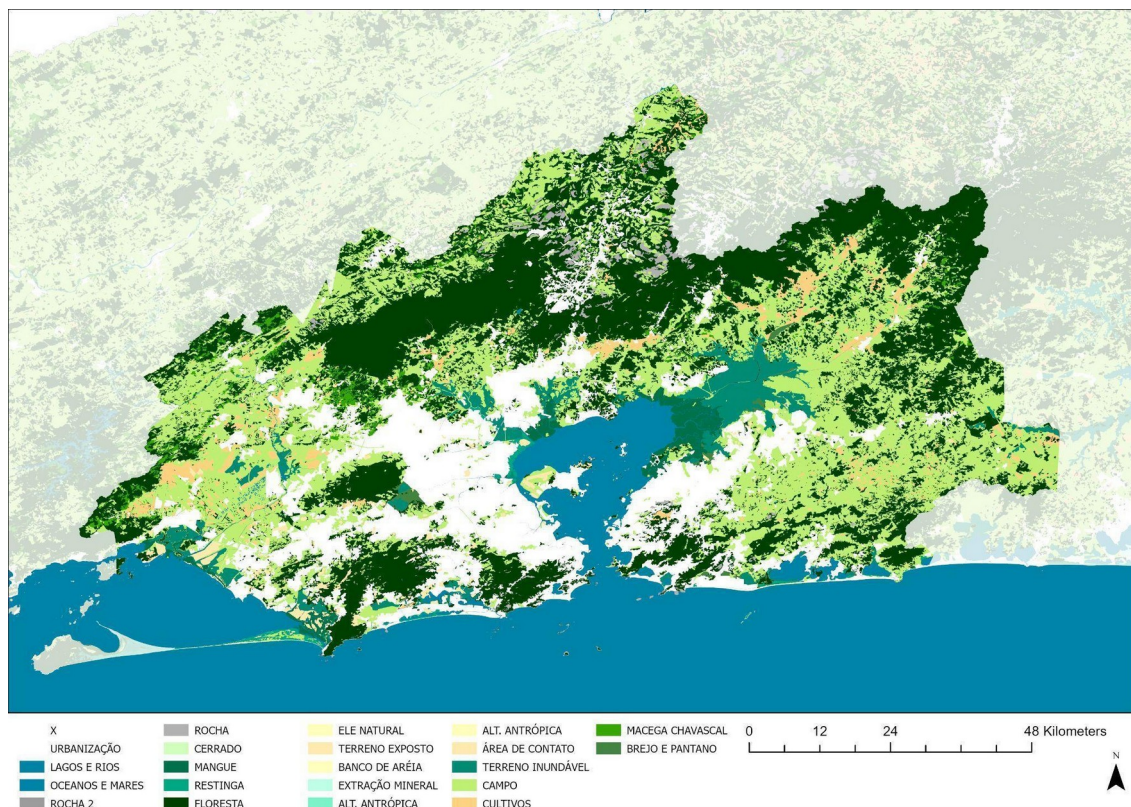 X
URBANIZAÇÃO
LAGOS E RIOS
OCEANOS E MARES
ROCHA 2
ROCHA
CERRADO
MANGUE
RESTINGA
FLORESTA
ELE NATURAL
TERRENO EXPOSTO
BANCO DE ARÉIA
EXTRAÇÃO MINERAL
ALT. ANTRÓPICA
ALT. ANTRÓPICA
ÁREA DE CONTATO
TERRENO INUNDÁVEL
CAMPO
CULTIVOS
MACEGA CHAVASCAL
BREJO E PANTANO
0 12 24 48 Kilometers
N